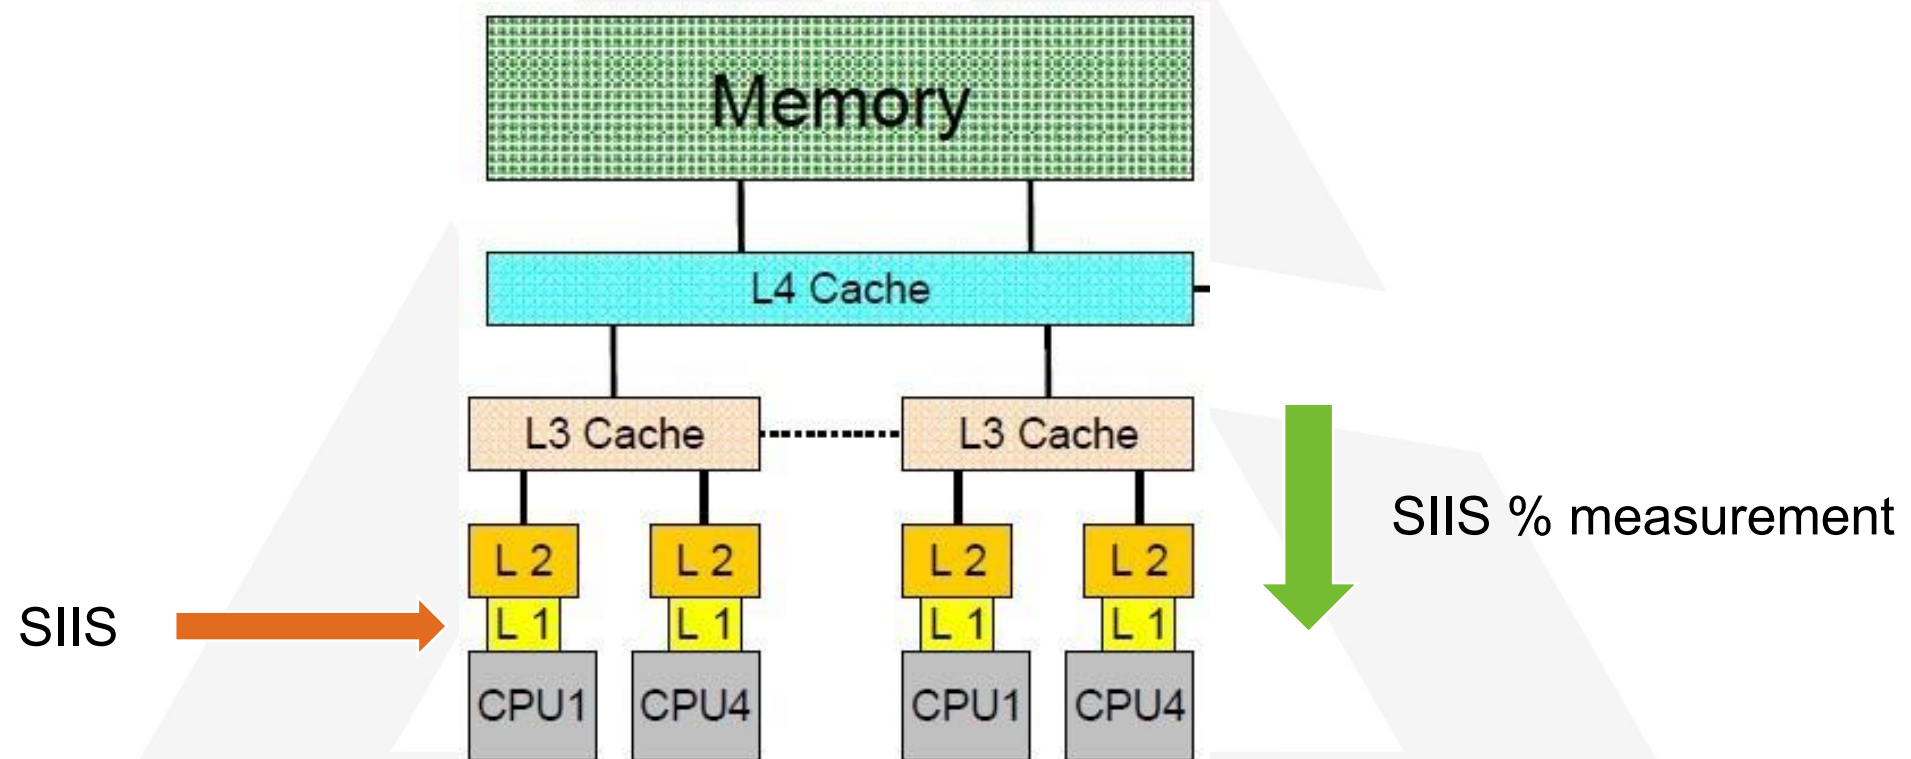 Memory
L4 Cache
L3 Cache
L3 Cache
SIIS % measurement
L 2
L 2
L 2
L 2
SIIS
L 1
L 1
L 1
L 1
CPU1
CPU4
CPU1
CPU4